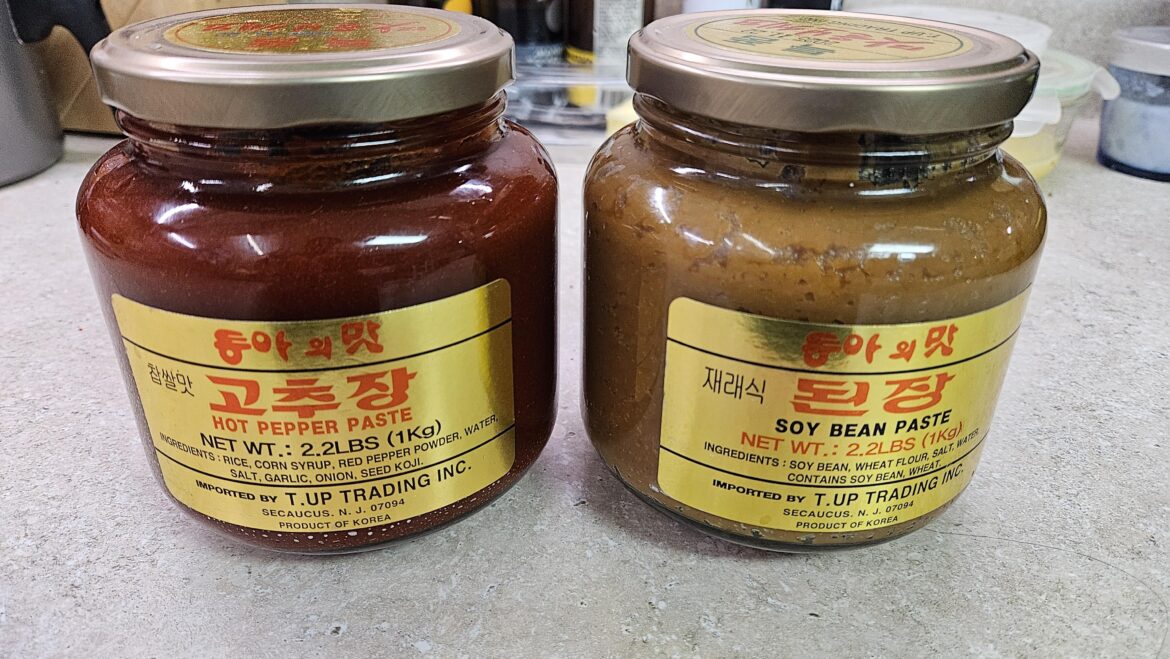 동아의 맛
찹쌀맛
고추장
HOT PEPPER PASTE
NET WT.: 2.2LBS (1Kg)
INGREDIENTS : RICE, CORN SYRUP, RED PEPPER POWDER, WATER,
SALT, GARLIC, ONION, SEED KOJI.
IMPORTED BY T.UP TRADING INC.
SECAUCUS. N. J. 07094
PRODUCT OF KOREA
동아의 맛
재래식
된장
SOY BEAN PASTE
NET WT.: 2.2LBS (1Kg)
INGREDIENTS : SOY BEAN, WHEAT FLOUR, SALT, WATER
CONTAINS SOY BEAN, WHEAT.
IMPORTED BY T.UP TRADING INC.
SECAUCUS. N. J. 07094
PRODUCT OF KOREA